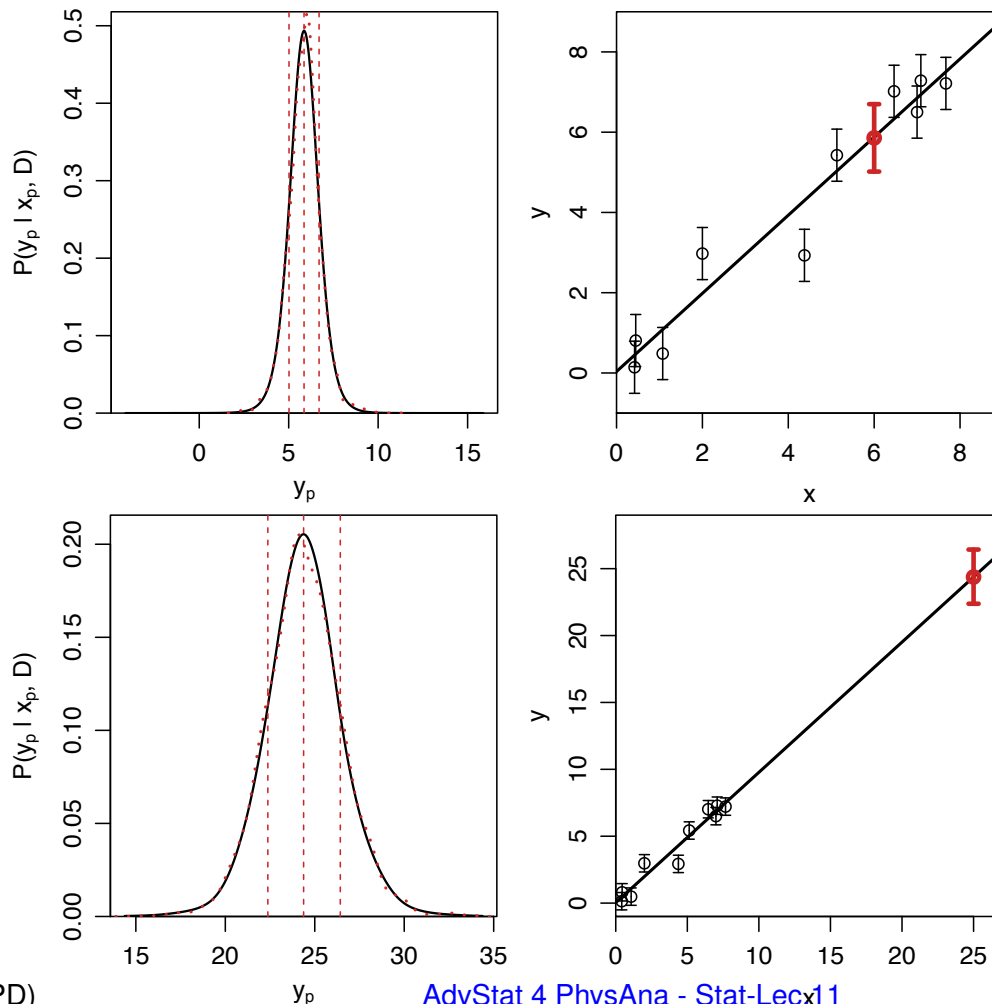 P(yp | xp, D)
0.0 0.1 0.2 0.3 0.4 0.5
0 5 10 15
yp
y
0 2 4 6 8
0 2 4 6 8
x
P(yp | xp, D)
0.00 0.05 0.10 0.15 0.20
15 20 25 30 35
yp
y
0 5 10 15 20 25
0 5 10 15 20 25
x
PD)
AdvStat 4 PhysAna - Stat-Lec 11